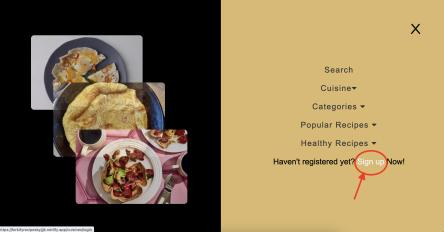 X
Search
Cuisine
Categories
Popular Recipes
Healthy Recipes
Haven't registered yet? Sign up Now!